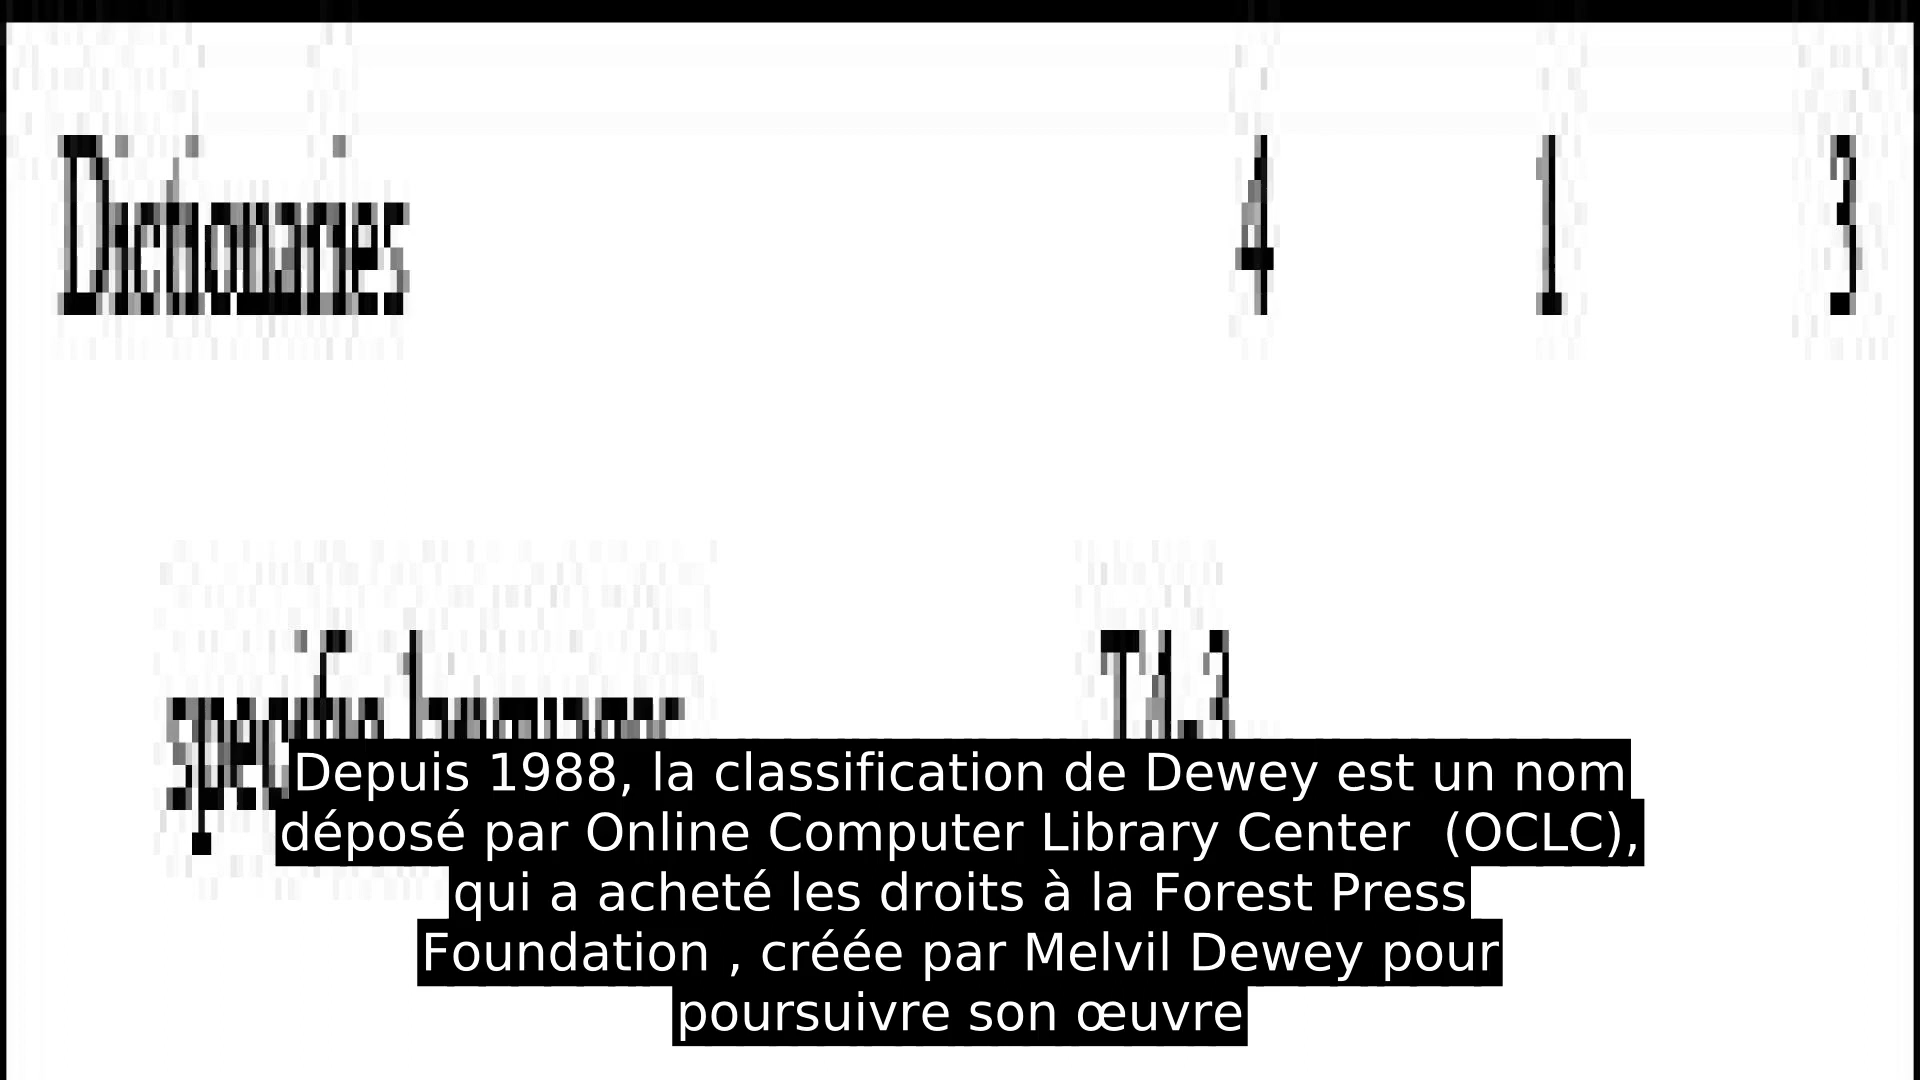 Dictionaries 4 1 3
T1.3
Depuis 1988, la classification de Dewey est un nom
déposé par Online Computer Library Center  (OCLC),
qui a acheté les droits à la Forest Press
Foundation , créée par Melvil Dewey pour
poursuivre son œuvre